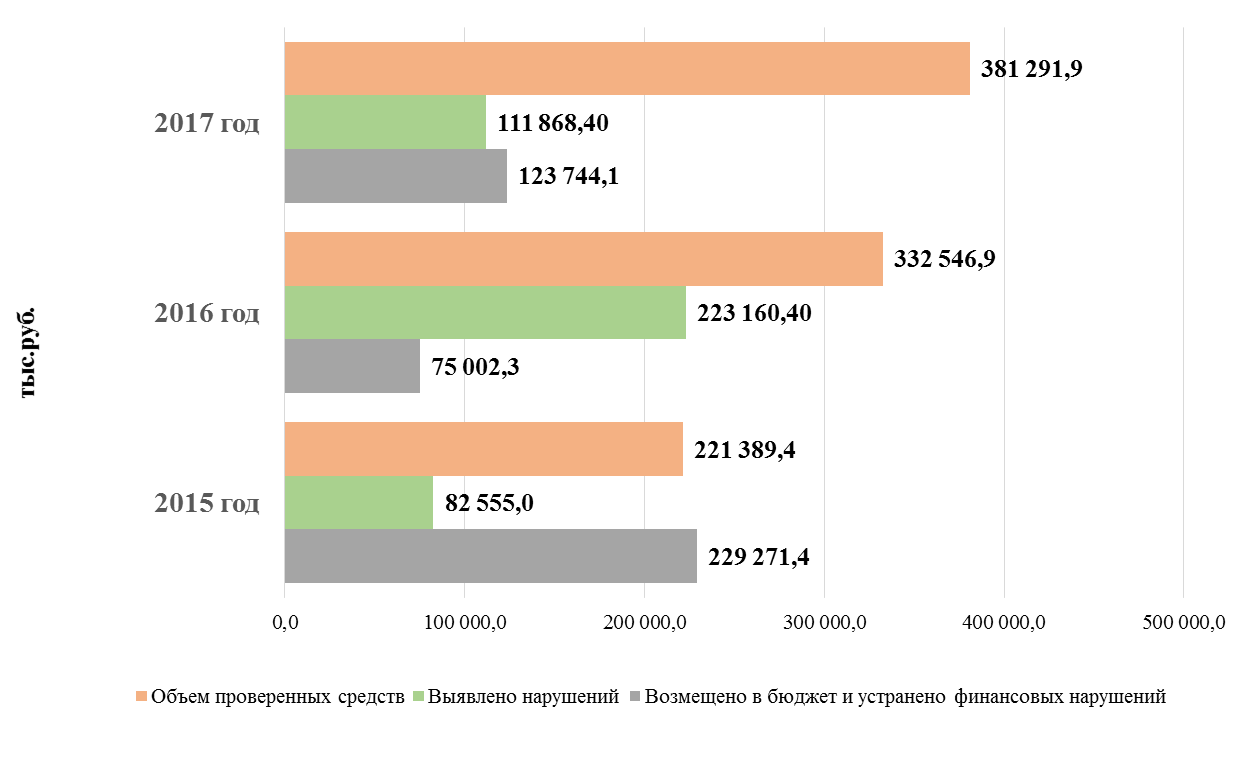 381 291,9
2017 год
111 868,40
123 744,1
332 546,9
2016 год
223 160,40
75 002,3
тыс.руб.
221 389,4
2015 год
82 555,0
229 271,4
0,0 100 000,0 200 000,0 300 000,0 400 000,0 500 000,0
Объем проверенных средств Выявлено нарушений Возмещено в бюджет и устранено финансовых нарушений